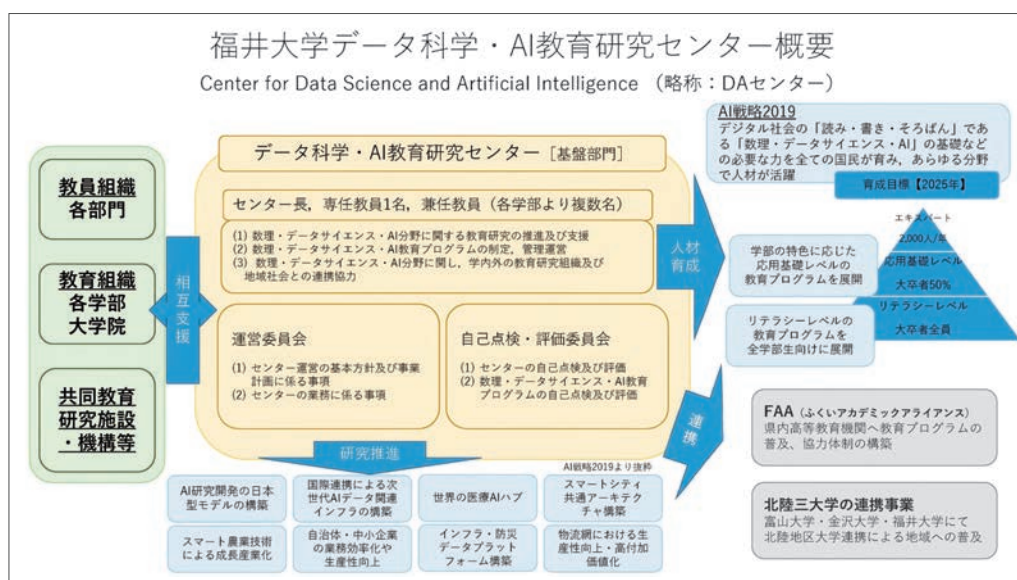 福井大学データ科学・AI教育研究センター概要
Center for Data Science and Artificial Intelligence （略称：DAセンター）
教員組織
各部門
教育組織
各学部
大学院
共同教育
研究施設
・機構等
相互支援
データ科学・AI教育研究センター［基盤部門］
センター長，専任教員1名，兼任教員（各学部より複数名）
(1) 数理・データサイエンス・AI分野に関する教育研究の推進及び支援
(2) 数理・データサイエンス・AI教育プログラムの制定，管理運営
(3) 数理・データサイエンス・AI分野に関し，学内外の教育研究組織及び
地域社会との連携協力
運営委員会
(1) センター運営の基本方針及び事業
計画に係る事項
(2) センターの業務に係る事項
自己点検・評価委員会
(1) センターの自己点検及び評価
(2) 数理・データサイエンス・AI教育
プログラムの自己点検及び評価
人材
育成
連携
研究推進
AI戦略2019より抜粋
AI研究開発の日本
型モデルの構築
国際連携による次
世代AIデータ関連
インフラの構築
世界の医療AIハブ
スマートシティ
共通アーキテク
チャ構築
スマート農業技術
による成長産業化
自治体・中小企業
の業務効率化や
生産性向上
インフラ・防災
データプラット
フォーム構築
物流網における生
産性向上・高付加
価値化
AI戦略2019
デジタル社会の「読み・書き・そろばん」であ
る「数理・データサイエンス・AI」の基礎など
の必要な力を全ての国民が育み，あらゆる分野
で人材が活躍
育成目標【2025年】
エキスパート
2,000人/年
応用基礎レベル
大卒者50%
リテラシーレベル
大卒者全員
学部の特色に応じた
応用基礎レベルの
教育プログラムを展開
リテラシーレベルの
教育プログラムを
全学部生向けに展開
FAA（ふくいアカデミックアライアンス）
県内高等教育機関へ教育プログラムの
普及、協力体制の構築
北陸三大学の連携事業
富山大学・金沢大学・福井大学にて
北陸地区大学連携による地域への普及